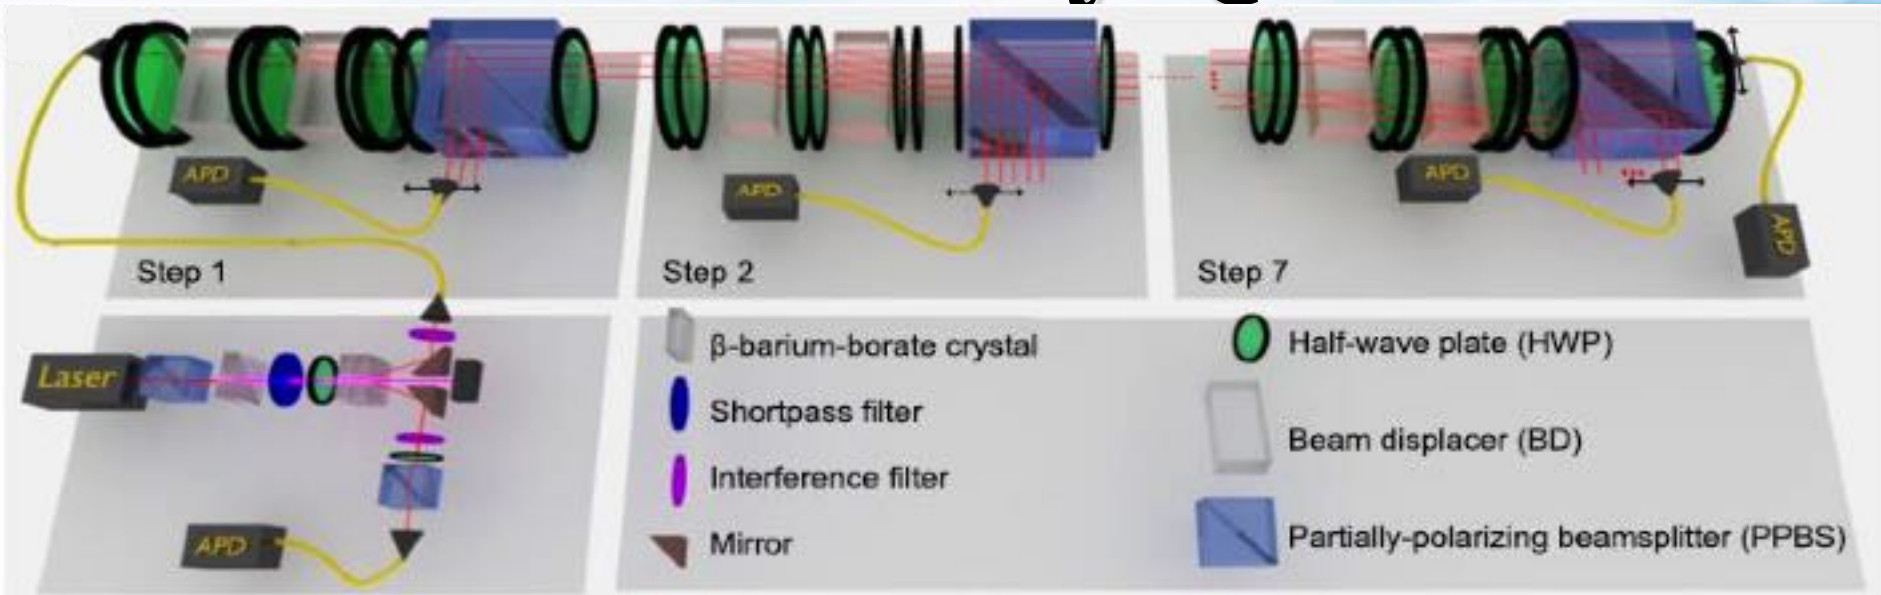 APD
APD
APD
APD
Step 1
Step 2
Step 7
Laser
APD
β-barium-borate crystal
Shortpass filter
Interference filter
Mirror
Half-wave plate (HWP)
Beam displacer (BD)
Partially-polarizing beamsplitter (PPBS)